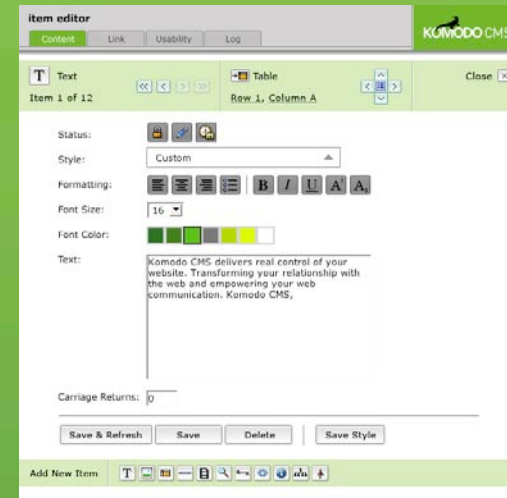 item editor
Content Link Usability Log
KOMODO CMS
T Text
Table
Close
Item 1 of 12
Row 1, Column A
Status:
Style: Custom
Formatting: B I U A A
Font Size: 16
Font Color:
Text: Komodo CMS delivers real control of your
website. Transforming your relationship with
the web and empowering your web
communication. Komodo CMS,
Carriage Returns: 0
Save & Refresh Save Delete Save Style
Add New Item T